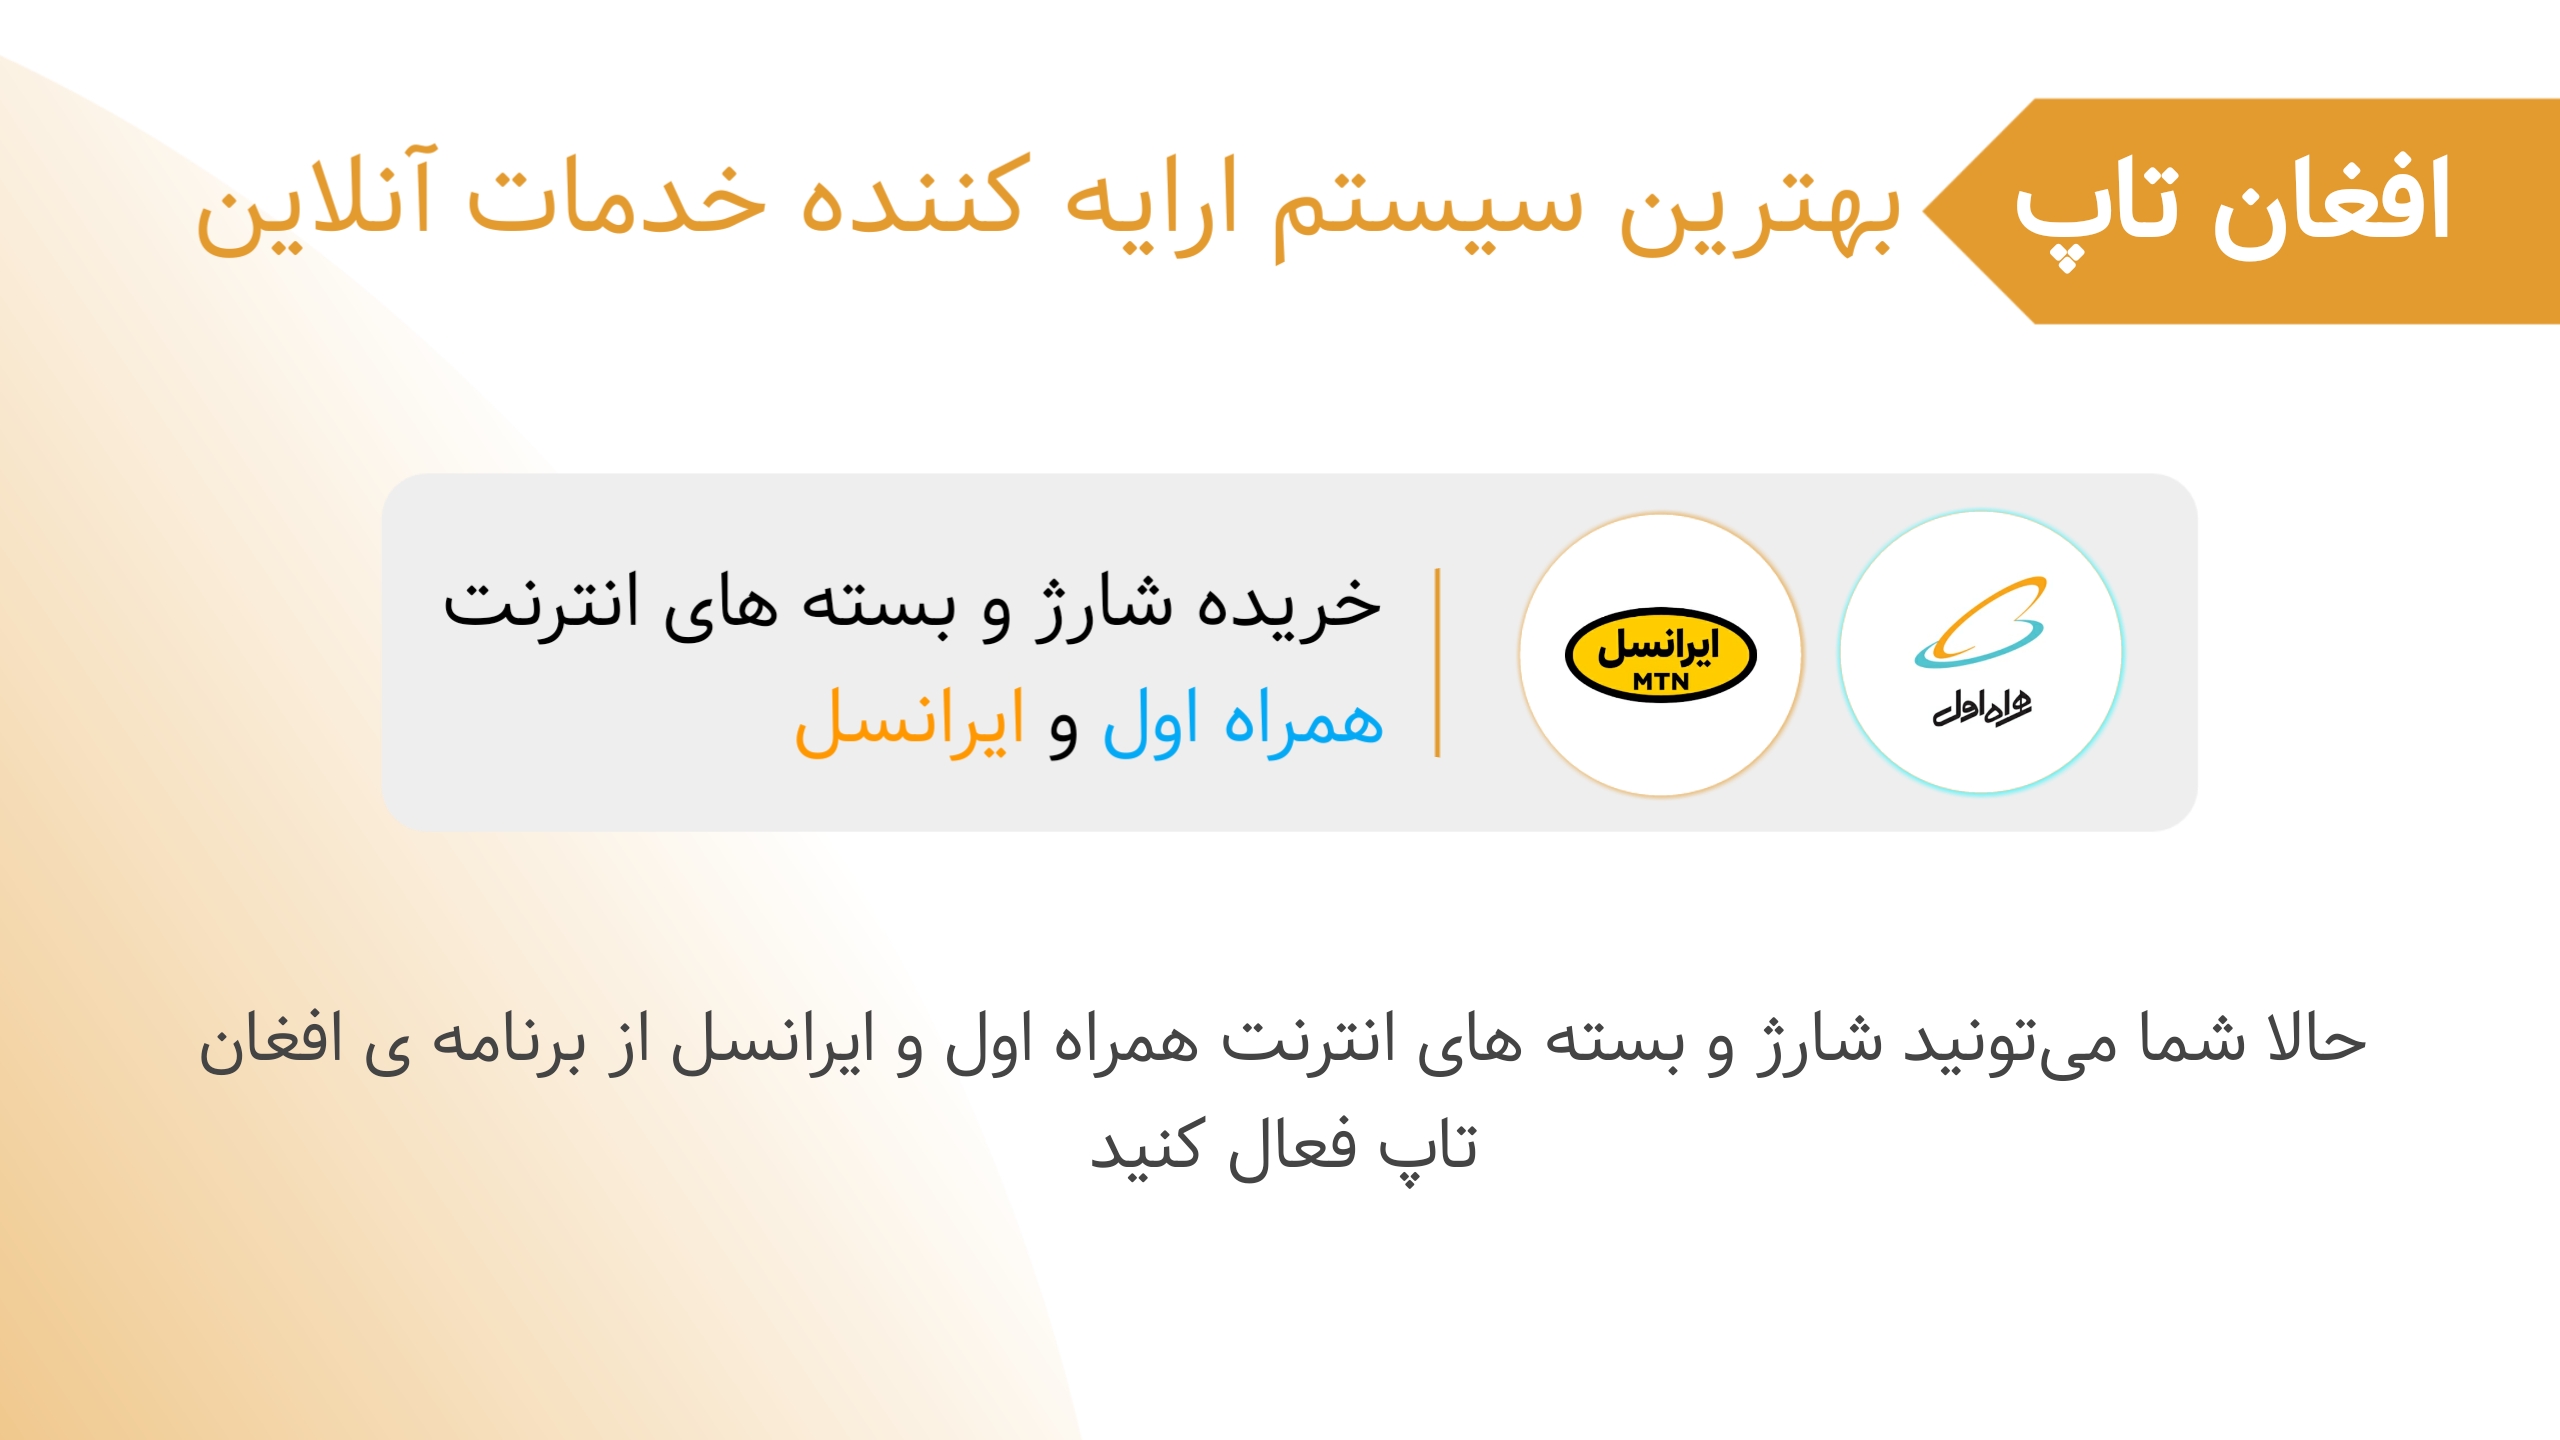 افغان تاپ بهترین سیستم ارایه کننده خدمات آنلاین
همراه اول
ایرانسل
MTN
خریده شارژ و بسته های انترنت
همراه اول و ایرانسل
حالا شما می‌تونید شارژ و بسته های انترنت همراه اول و ایرانسل از برنامه ی افغان
تاپ فعال کنید